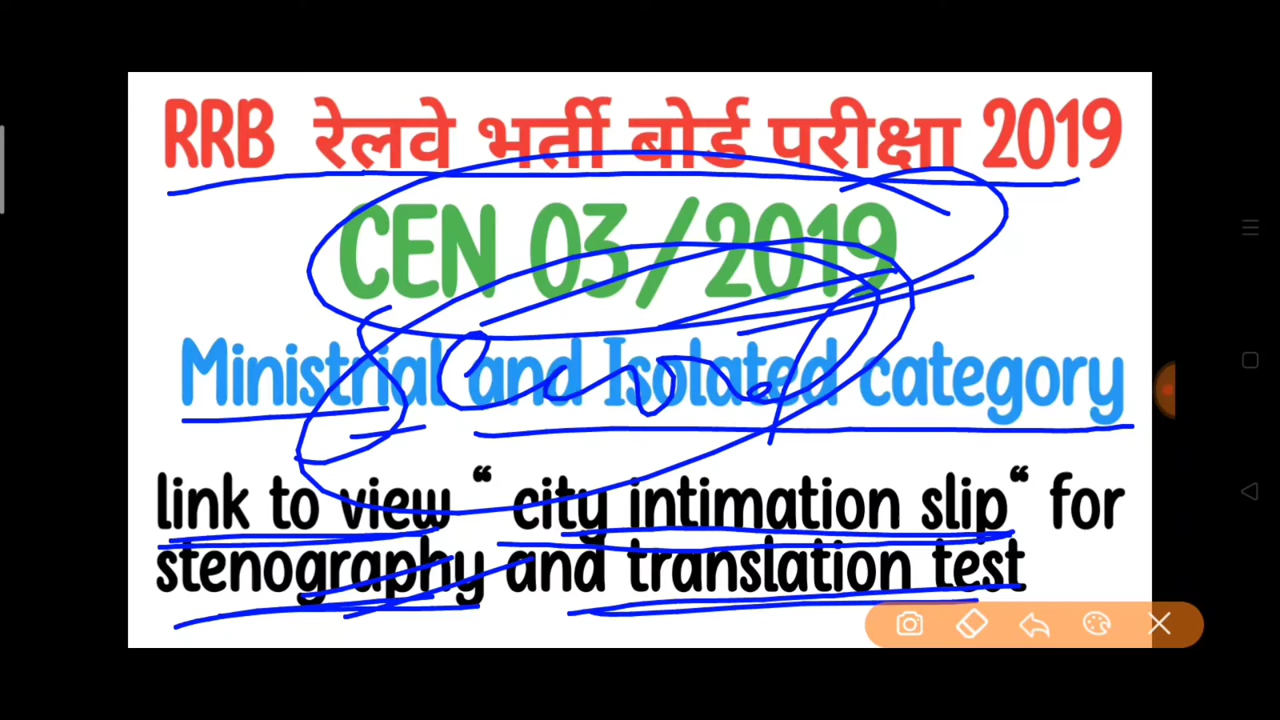 RRB रेलवे भर्ती बोर्ड परीक्षा 2019
CEN 03/2019
Ministrial and Isolated category
link to view “ city intimation slip“ for
stenography and translation test